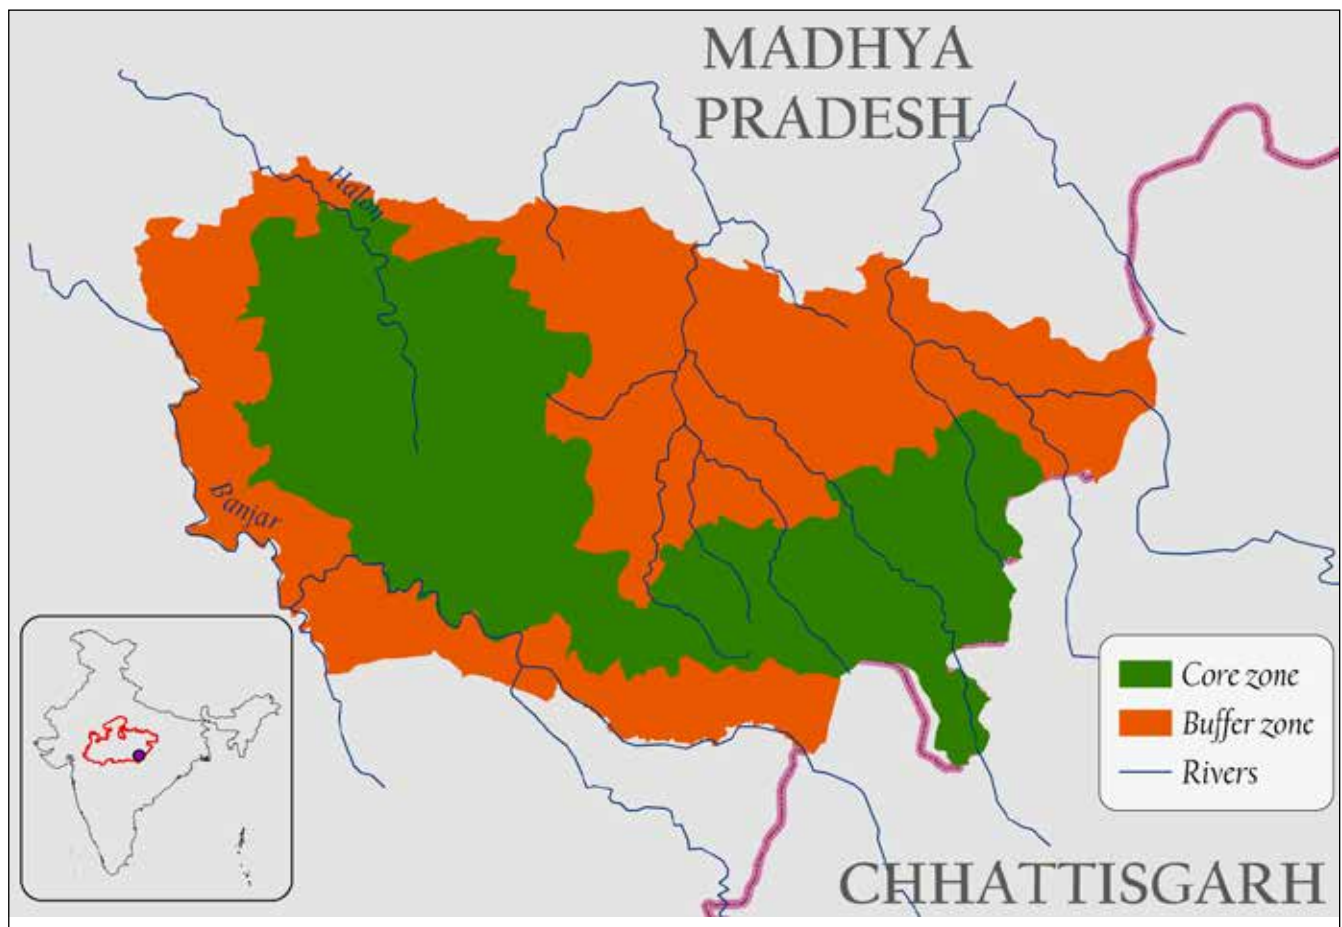 MADHYA
PRADESH
Halon
Banjar
Core zone
Buffer zone
Rivers
CHHATTISGARH